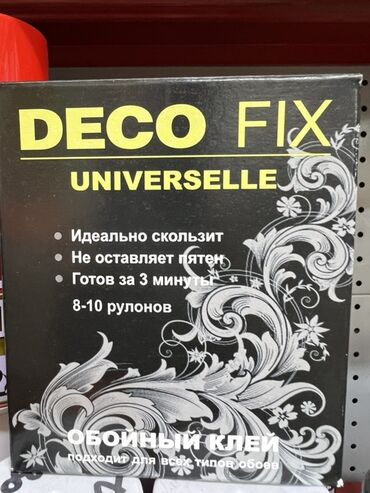 DECO FIX
UNIVERSELLE
Идеально скользит
Не оставляет пятен
Готов за 3 минуты
8-10 рулонов
ОБОЙНЫЙ КЛЕЙ
подходит для всех типов обоев